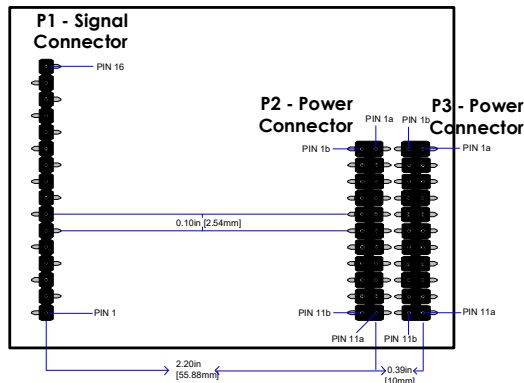 P1 - Signal
Connector
PIN 16
P2 - Power
Connector
P3 - Power
Connector
PIN 1a
PIN 1b
PIN 1b
PIN 1a
0.10in [2.54mm]
PIN 1
PIN 11b
PIN 11a
PIN 11a
PIN 11b
2.20in
[55.88mm]
0.39in
[10mm]